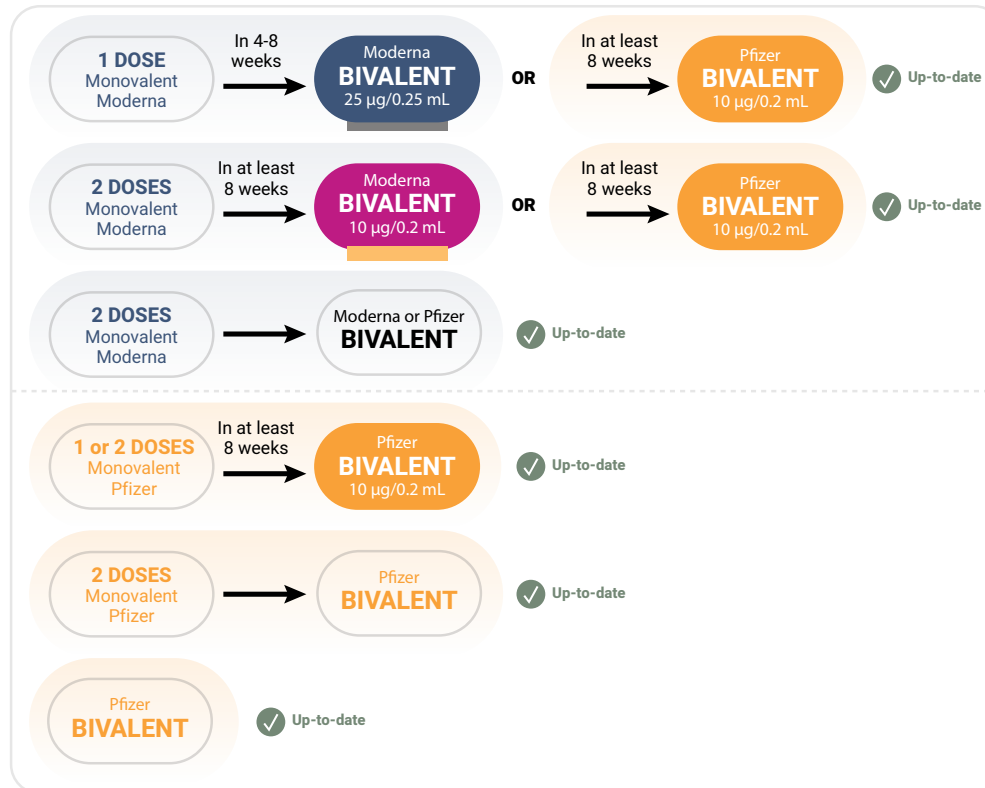 1 DOSE
Monovalent
Moderna
In 4-8
weeks
Moderna
BIVALENT
25 µg/0.25 mL
OR
In at least
8 weeks
Pfizer
BIVALENT
10 µg/0.2 mL
Up-to-date
2 DOSES
Monovalent
Moderna
In at least
8 weeks
Moderna
BIVALENT
10 µg/0.2 mL
OR
In at least
8 weeks
Pfizer
BIVALENT
10 µg/0.2 mL
Up-to-date
2 DOSES
Monovalent
Moderna
Moderna or Pfizer
BIVALENT
Up-to-date
1 or 2 DOSES
Monovalent
Pfizer
In at least
8 weeks
Pfizer
BIVALENT
10 µg/0.2 mL
Up-to-date
2 DOSES
Monovalent
Pfizer
Pfizer
BIVALENT
Up-to-date
Pfizer
BIVALENT
Up-to-date